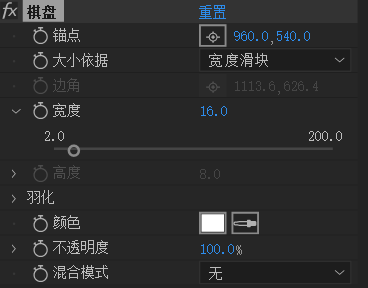 fx 棋盘 重置
锚点 960.0,540.0
大小依据 宽度滑块
边角 1113.6,626.4
宽度 16.0
2.0 200.0
高度 8.0
羽化
颜色
不透明度 100.0%
混合模式 无